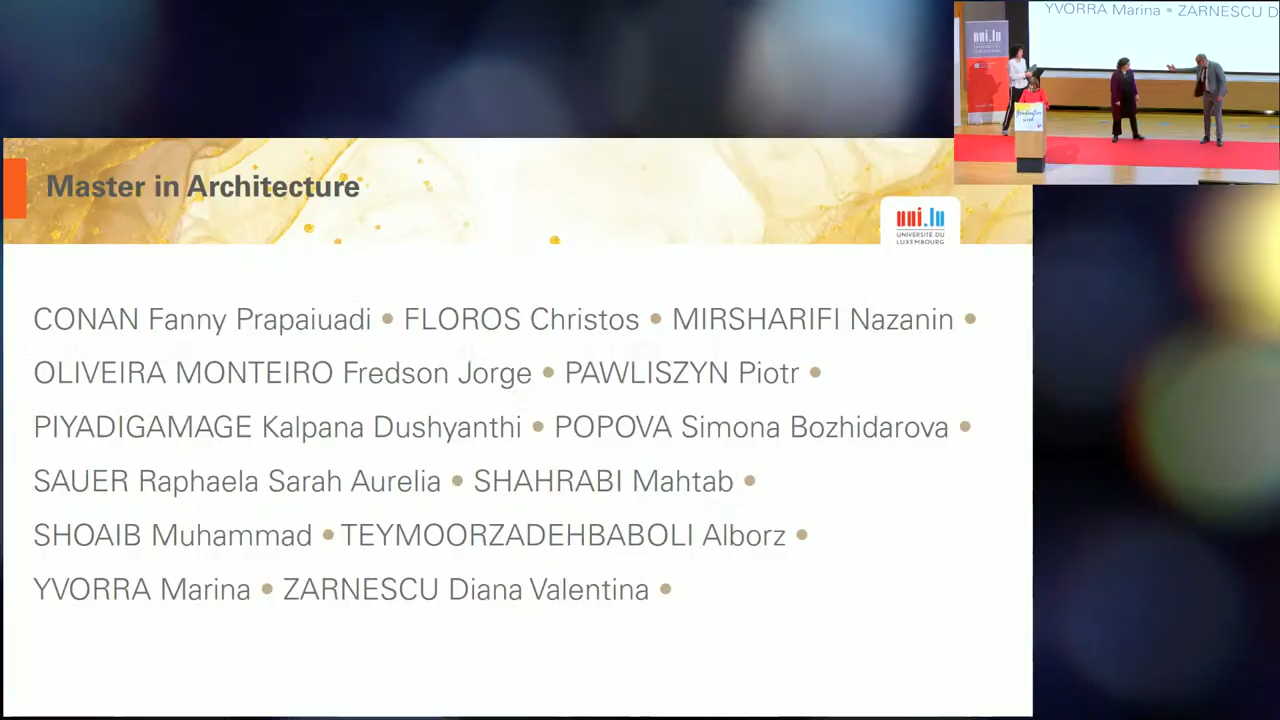 YVORRA Marina • ZARNESCU D
uni.lu
Master in Architecture
uni.lu
UNIVERSITÉ DU
LUXEMBOURG
CONAN Fanny Prapaiuadi • FLOROS Christos • MIRSHARIFI Nazanin •
OLIVEIRA MONTEIRO Fredson Jorge • PAWLISZYN Piotr •
PIYADIGAMAGE Kalpana Dushyanthi • POPOVA Simona Bozhidarova •
SAUER Raphaela Sarah Aurelia • SHAHRABI Mahtab •
SHOAIB Muhammad • TEYMOORZADEHBABOLI Alborz •
YVORRA Marina • ZARNESCU Diana Valentina •